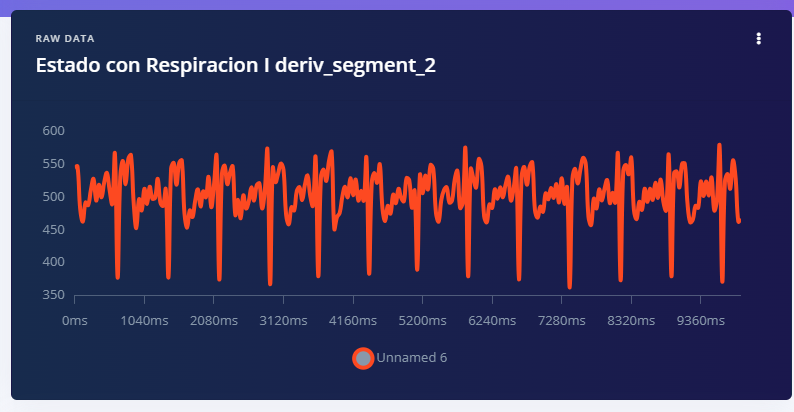 RAW DATA
Estado con Respiracion I deriv_segment_2
600
550
500
450
400
350
0ms 1040ms 2080ms 3120ms 4160ms 5200ms 6240ms 7280ms 8320ms 9360ms
Unnamed 6